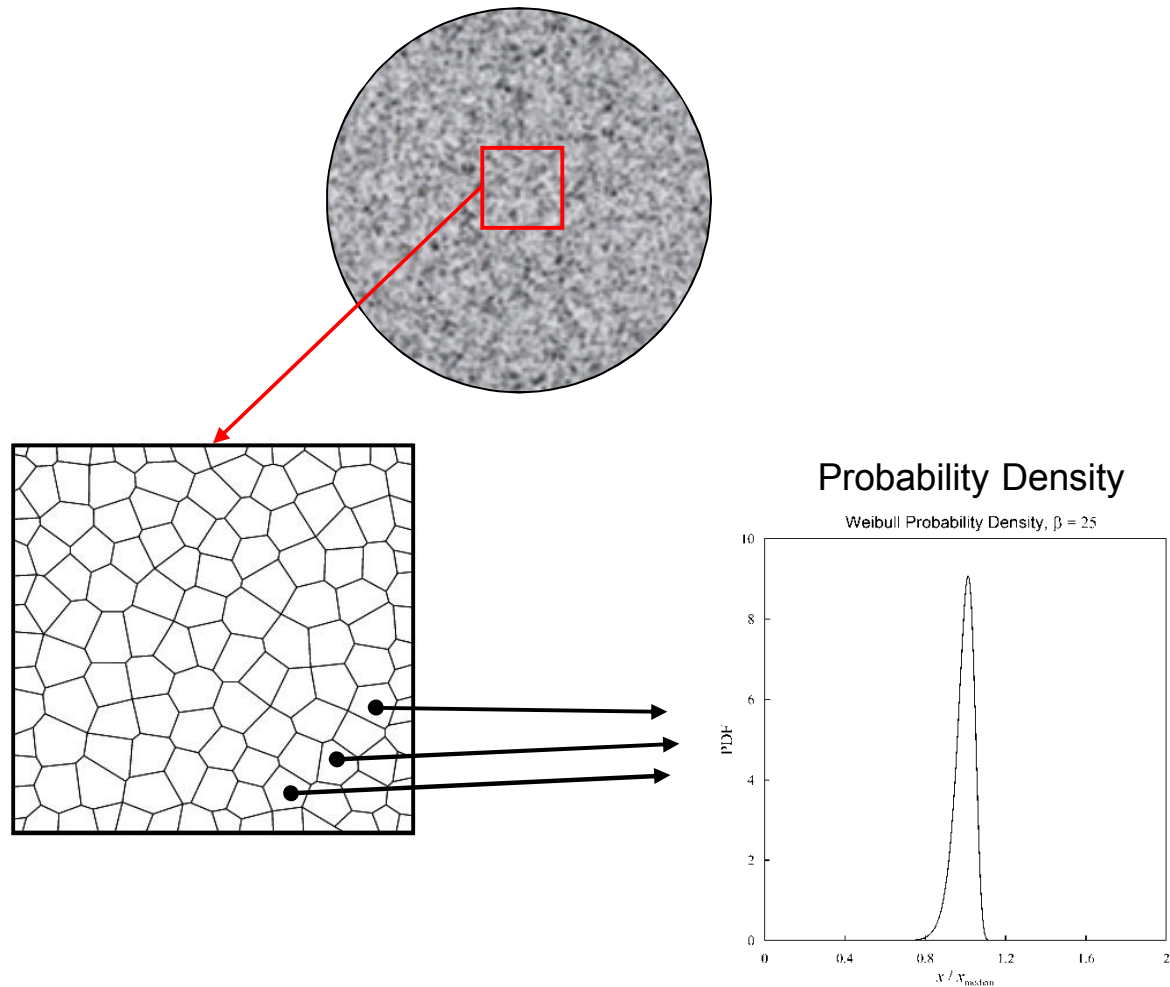 Probability Density
Weibull Probability Density, β = 25
10
8
6
4
2
0
PDF
0 0.4 0.8 1.2 1.6 2
x / x_median